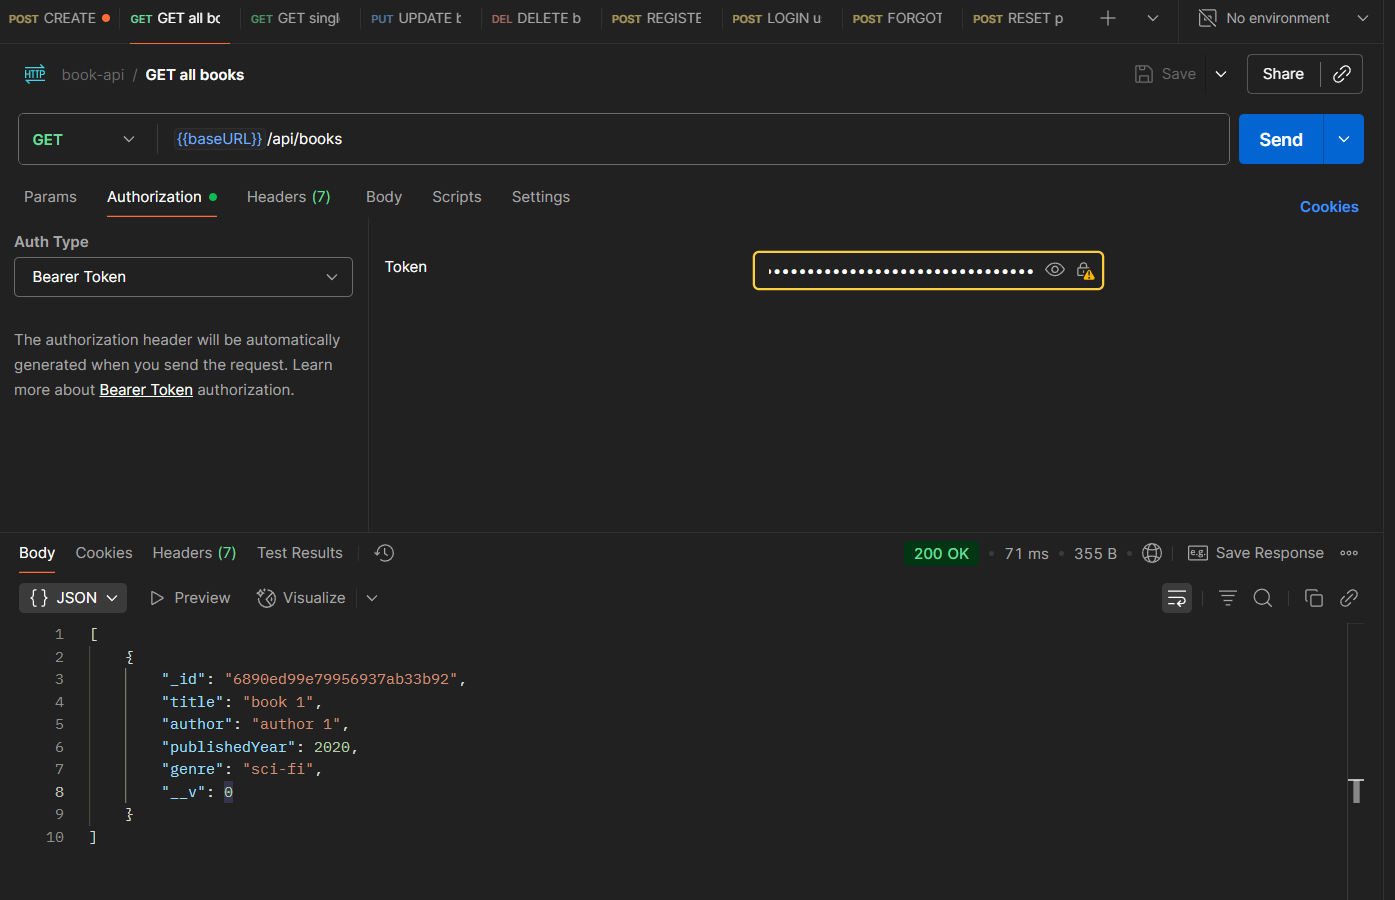 POST CREATE GET GET all bo GET GET singl PUT UPDATE b DEL DELETE b POST REGISTE POST LOGIN u POST FORGOT POST RESET p No environment
HTTP book-api / GET all books Save Share
GET {{baseURL}} /api/books Send
Params Authorization Headers (7) Body Scripts Settings Cookies
Auth Type
Bearer Token
Token
The authorization header will be automatically
generated when you send the request. Learn
more about Bearer Token authorization.
Body Cookies Headers (7) Test Results 200 OK • 71 ms • 355 B • e.g. Save Response
{} JSON Preview Visualize
1 [
2 {
3 "_id": "6890ed99e79956937ab33b92",
4 "title": "book 1",
5 "author": "author 1",
6 "publishedYear": 2020,
7 "genre": "sci-fi",
8 "__v": 0
9 }
10 ]